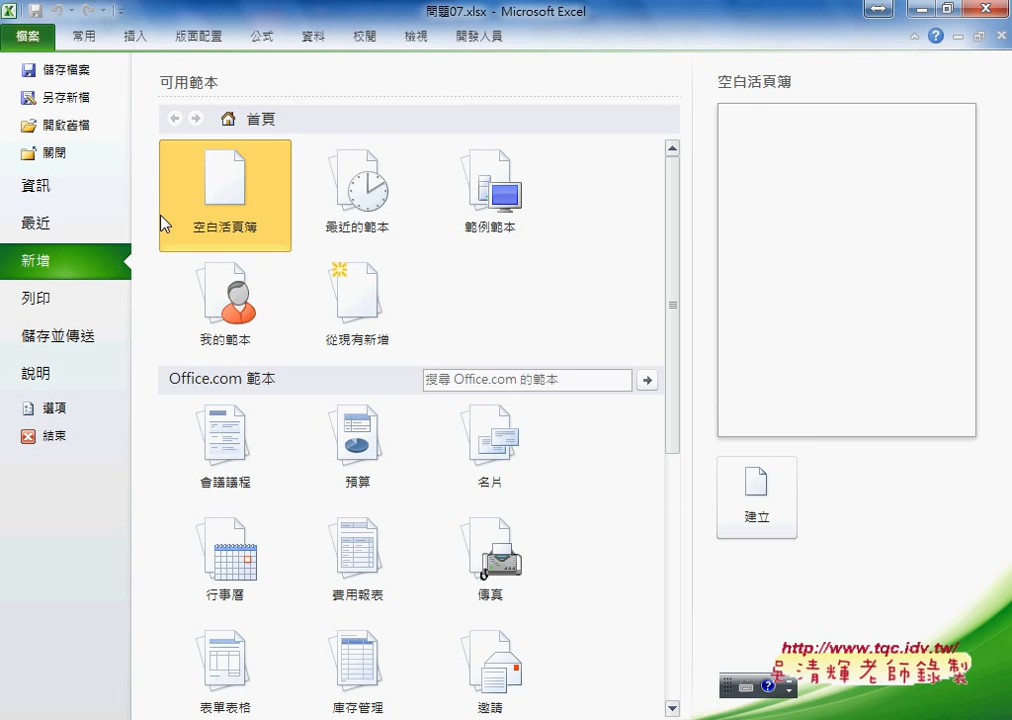 問題07.xlsx - Microsoft Excel
檔案 常用 插入 版面配置 公式 資料 校閱 檢視 開發人員
儲存檔案
另存新檔
開啟舊檔
關閉
資訊
最近
新增
列印
儲存並傳送
說明
選項
結束
可用範本
首頁
空白活頁簿 最近的範本 範例範本
我的範本 從現有新增
Office.com 範本 搜尋 Office.com 的範本
會議議程 預算 名片
行事曆 費用報表 傳真
表單表格 庫存管理 邀請
空白活頁簿
建立
http://www.tqc.idv.tw/
吳清輝老師錄製